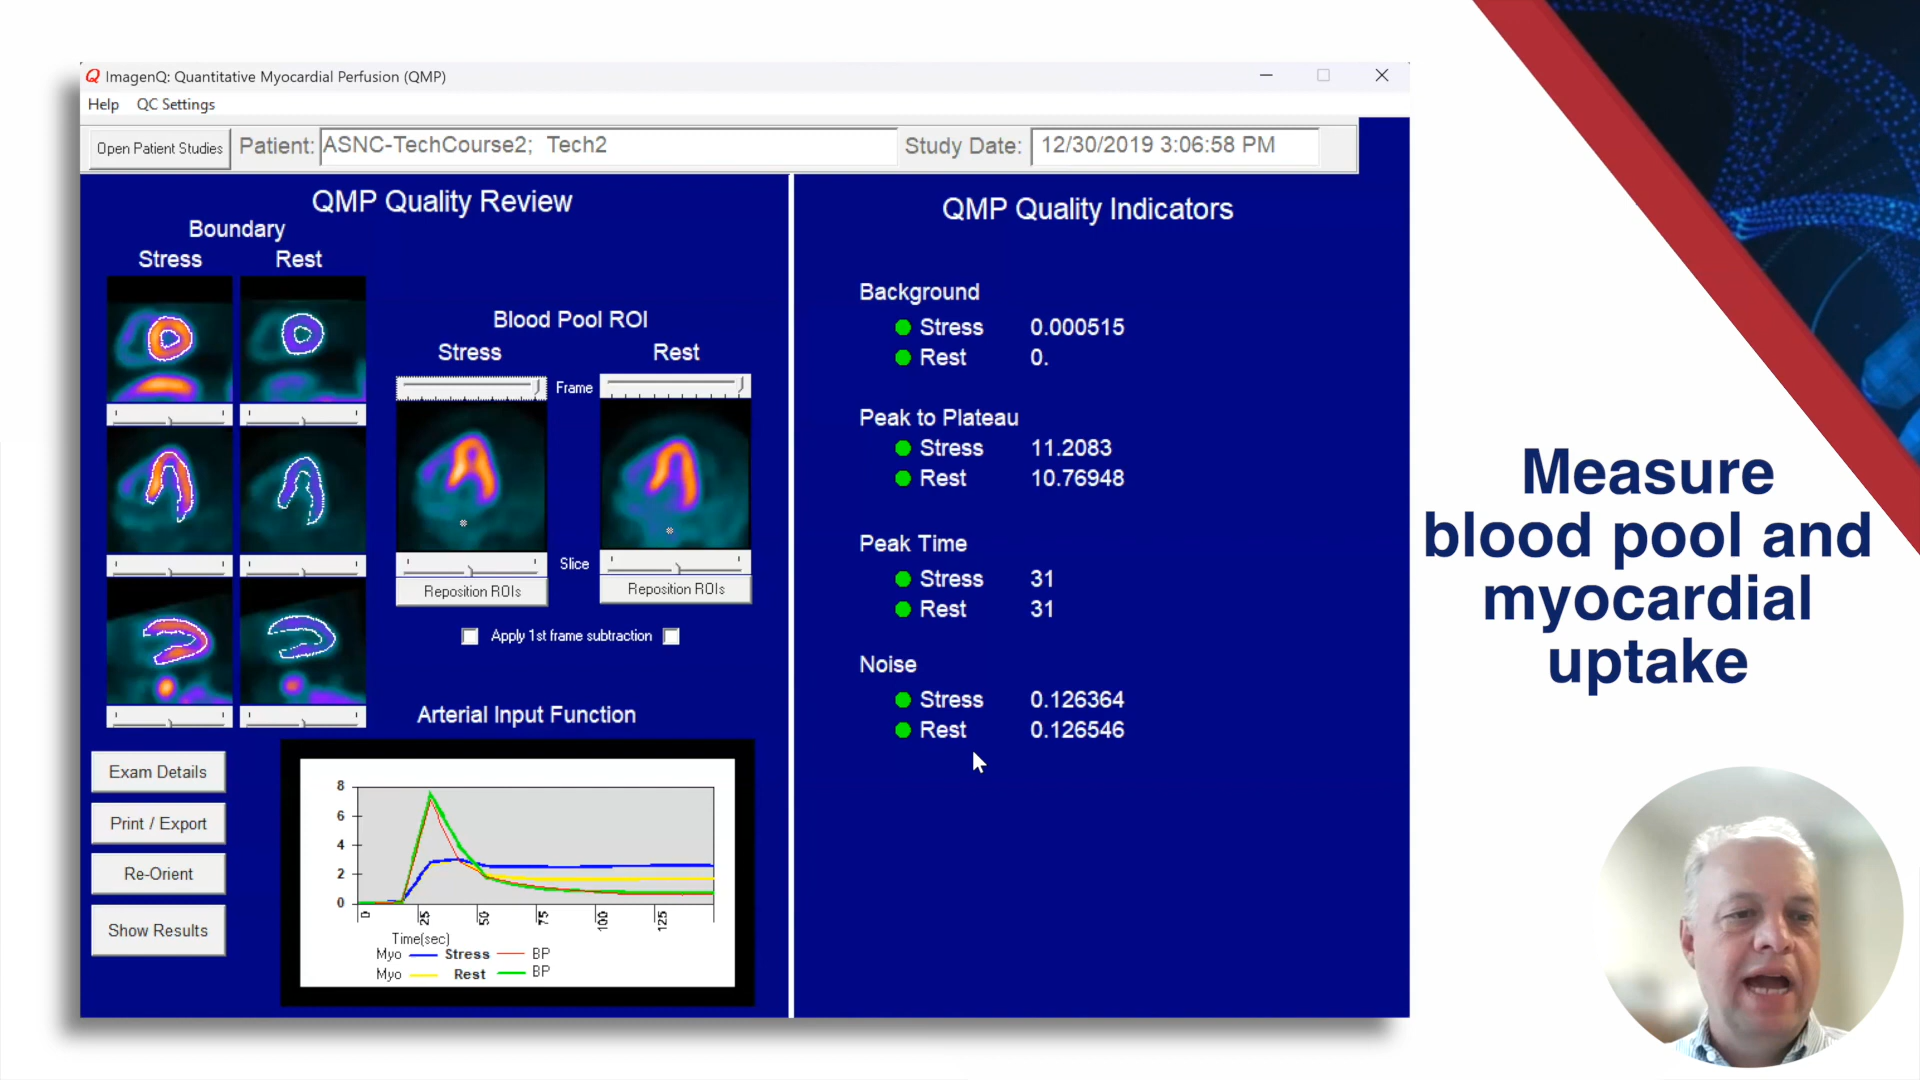 Q ImagenQ: Quantitative Myocardial Perfusion (QMP)
Help QC Settings
Open Patient Studies Patient: ASNC-TechCourse2; Tech2 Study Date: 12/30/2019 3:06:58 PM
QMP Quality Review
Boundary
Stress Rest
Blood Pool ROI
Stress Rest
Frame
Slice
Reposition ROIs Reposition ROIs
Apply 1st frame subtraction
Arterial Input Function
Exam Details
Print / Export
Re-Orient
Show Results
8
6
4
2
0
0 25 50 75 100 125
Time(sec)
Myo Stress BP
Myo Rest BP
QMP Quality Indicators
Background
Stress 0.000515
Rest 0.
Peak to Plateau
Stress 11.2083
Rest 10.76948
Peak Time
Stress 31
Rest 31
Noise
Stress 0.126364
Rest 0.126546
Measure
blood pool and
myocardial
uptake